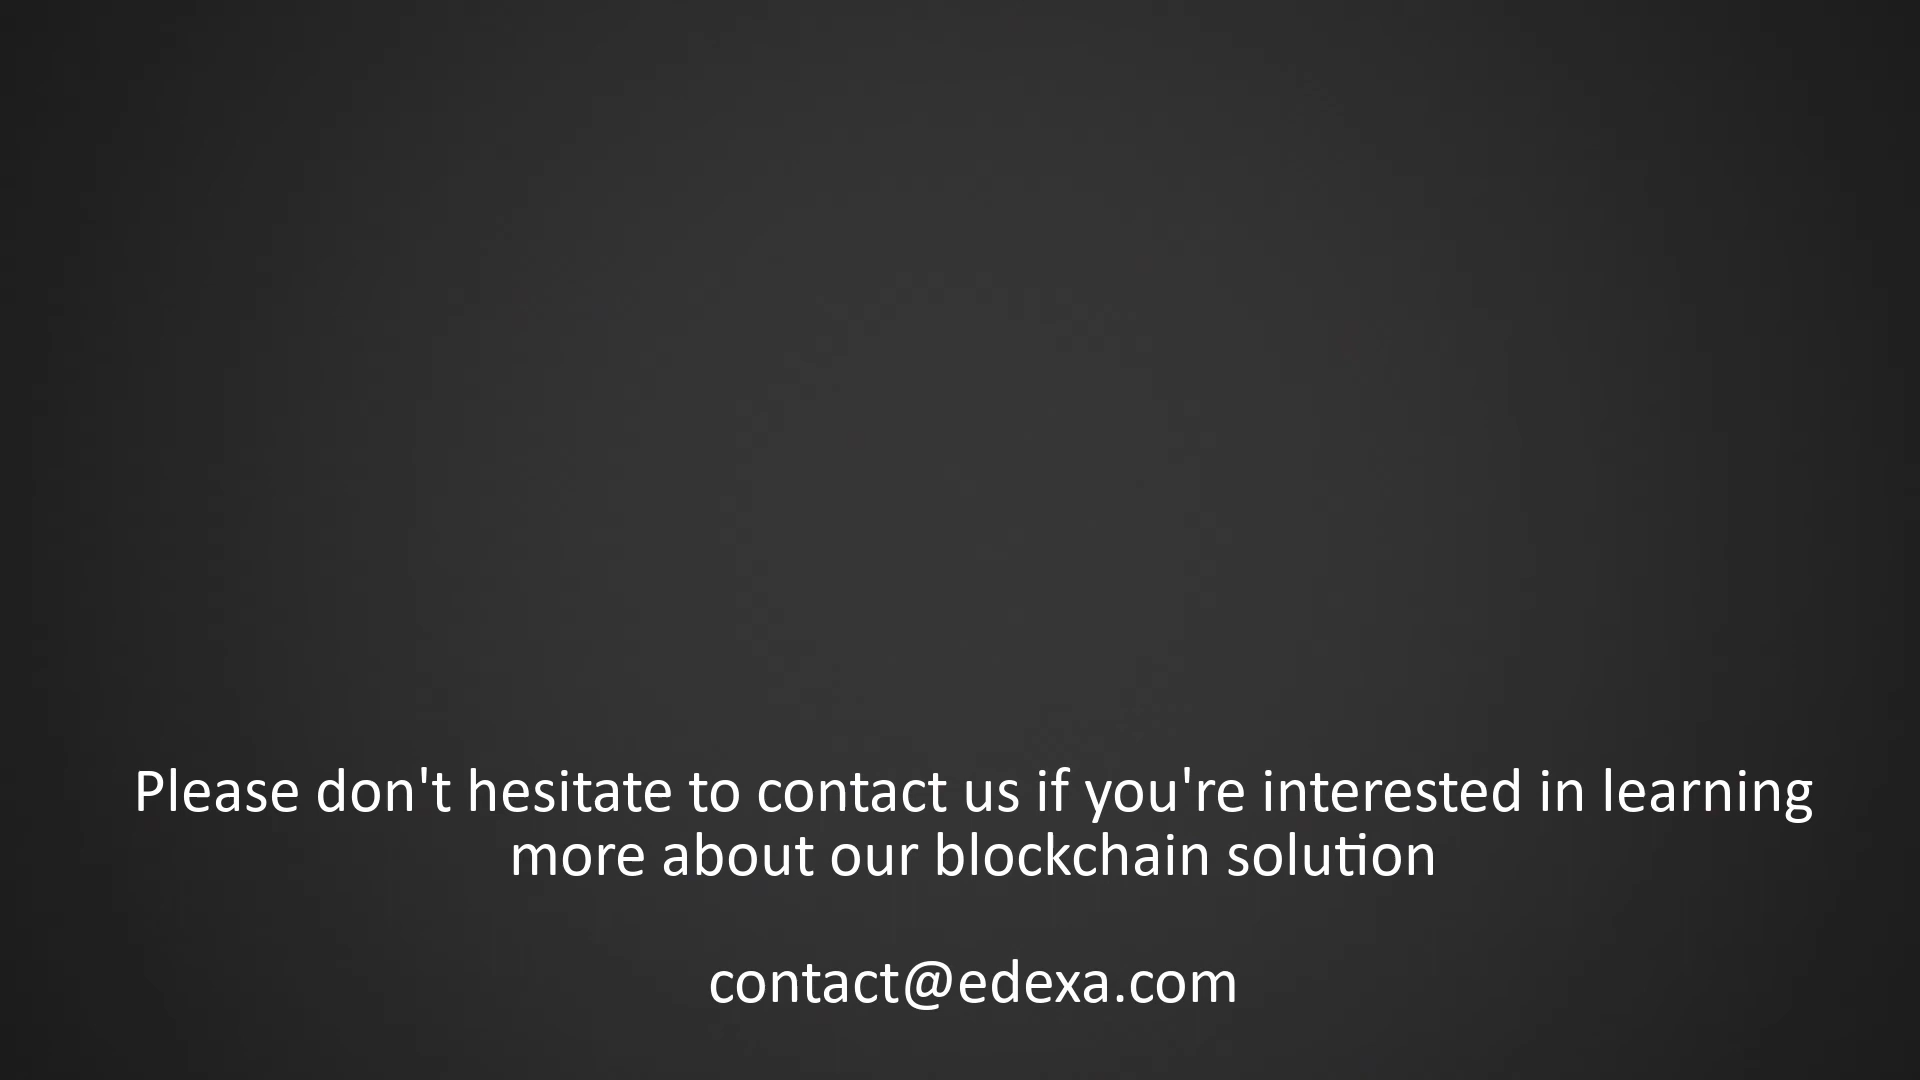 Please don't hesitate to contact us if you're interested in learning
more about our blockchain solution
contact@edexa.com